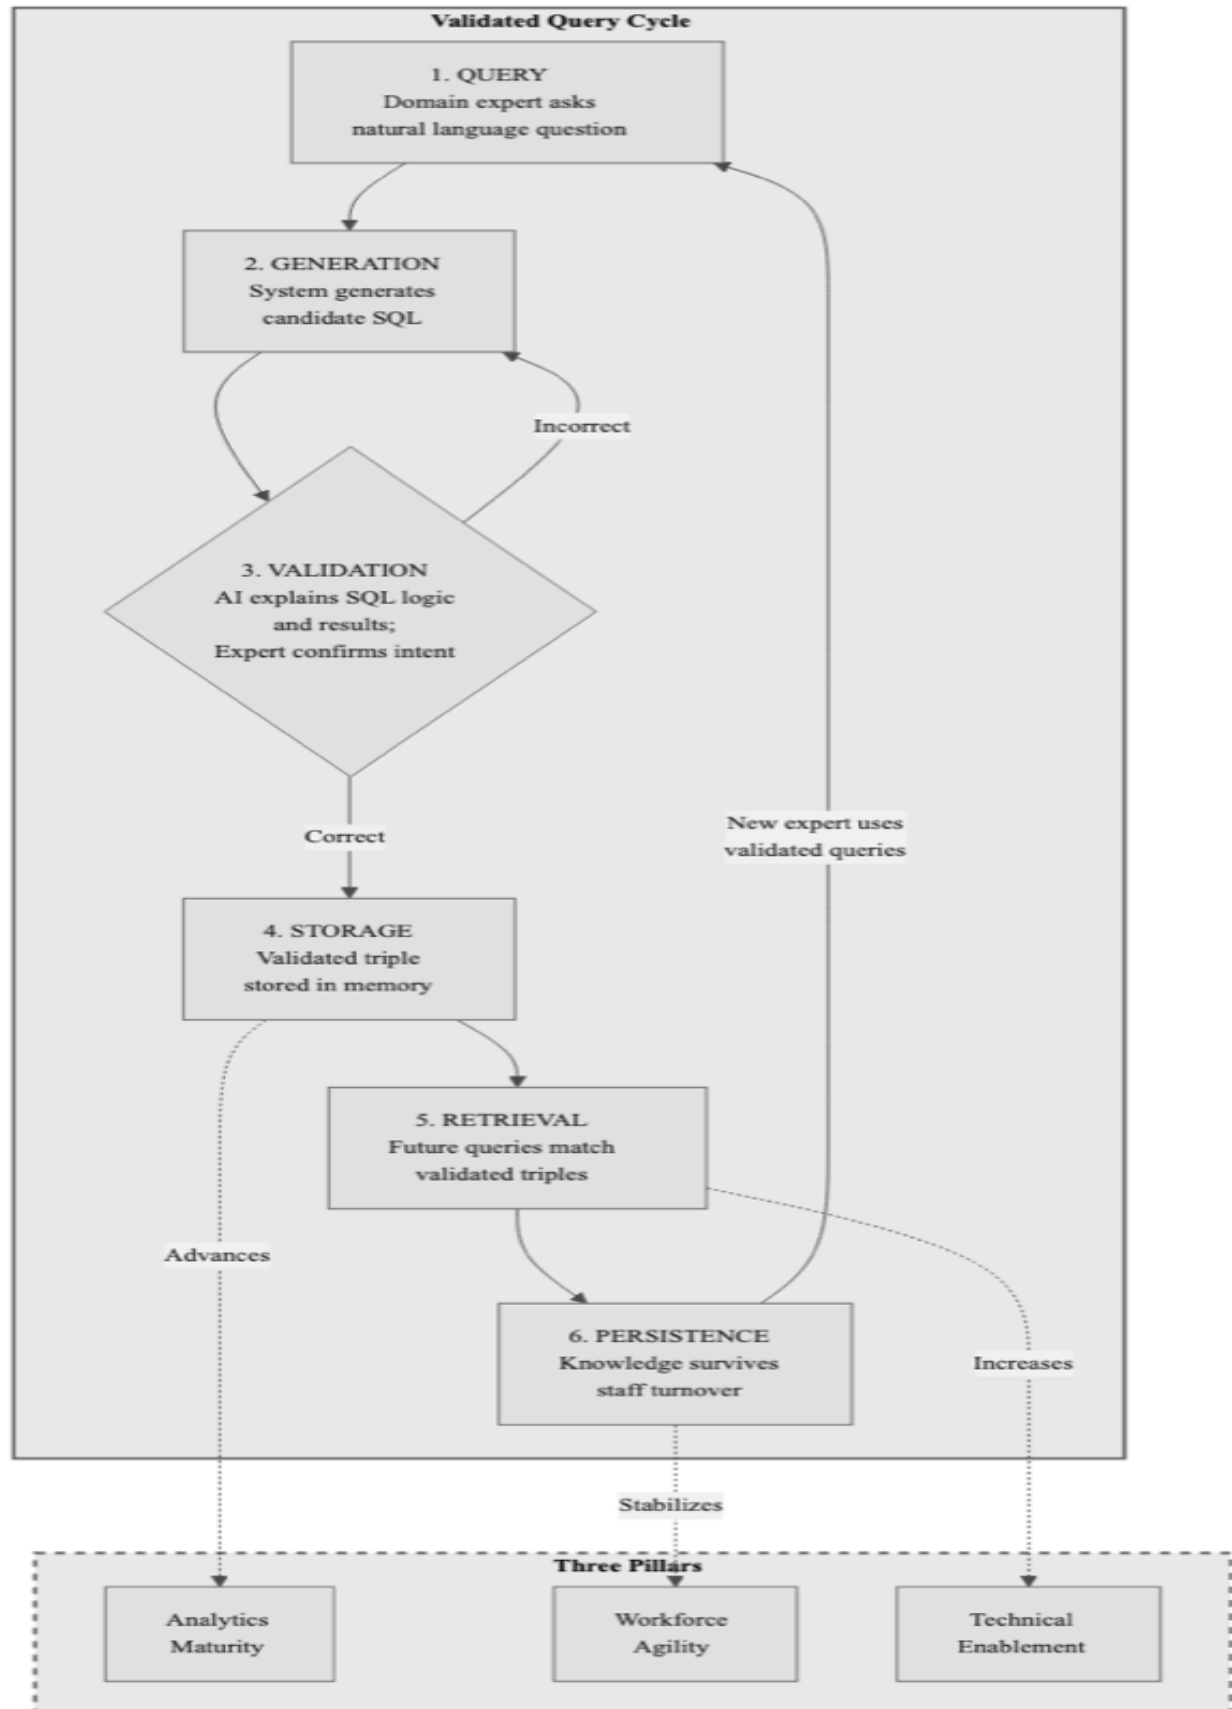 Validated Query Cycle
1. QUERY
Domain expert asks
natural language question
2. GENERATION
System generates
candidate SQL
Incorrect
3. VALIDATION
AI explains SQL logic
and results;
Expert confirms intent
Correct
New expert uses
validated queries
4. STORAGE
Validated triple
stored in memory
5. RETRIEVAL
Future queries match
validated triples
Advances
6. PERSISTENCE
Knowledge survives
staff turnover
Increases
Stabilizes
Three Pillars
Analytics
Maturity
Workforce
Agility
Technical
Enablement